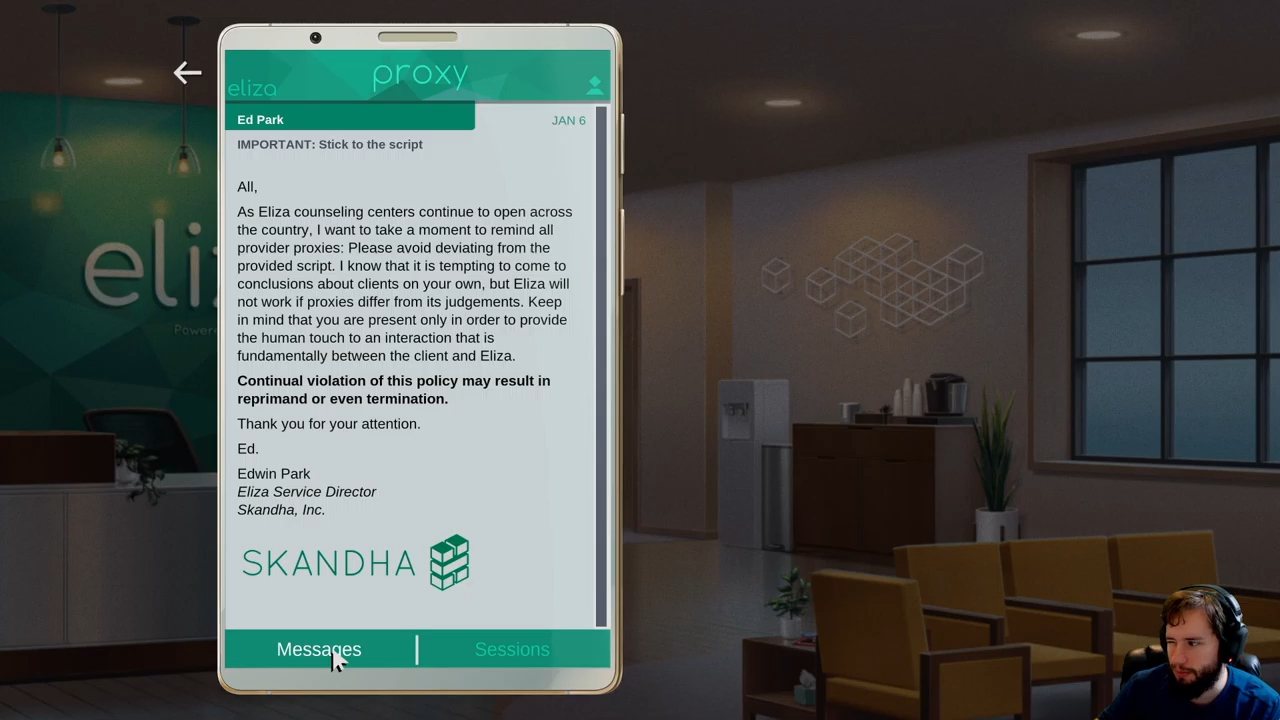 proxy
eliza
Ed Park
JAN 6
IMPORTANT: Stick to the script
All,
As Eliza counseling centers continue to open across
the country, I want to take a moment to remind all
provider proxies: Please avoid deviating from the
provided script. I know that it is tempting to come to
conclusions about clients on your own, but Eliza will
not work if proxies differ from its judgements. Keep
in mind that you are present only in order to provide
the human touch to an interaction that is
fundamentally between the client and Eliza.
Continual violation of this policy may result in
reprimand or even termination.
Thank you for your attention.
Ed.
Edwin Park
Eliza Service Director
Skandha, Inc.
SKANDHA
Messages
Sessions
eli
Powere